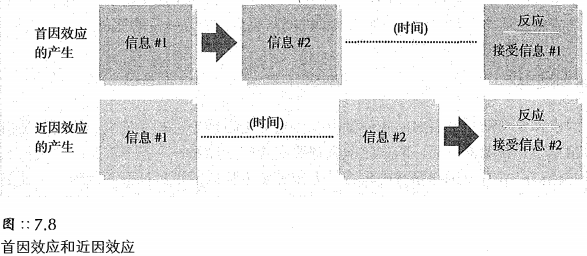 首因效应
的产生
信息 #1
信息 #2
(时间)
反应
接受信息 #1
近因效应
的产生
信息 #1
(时间)
信息 #2
反应
接受信息 #2
图 :: 7.8
首因效应和近因效应